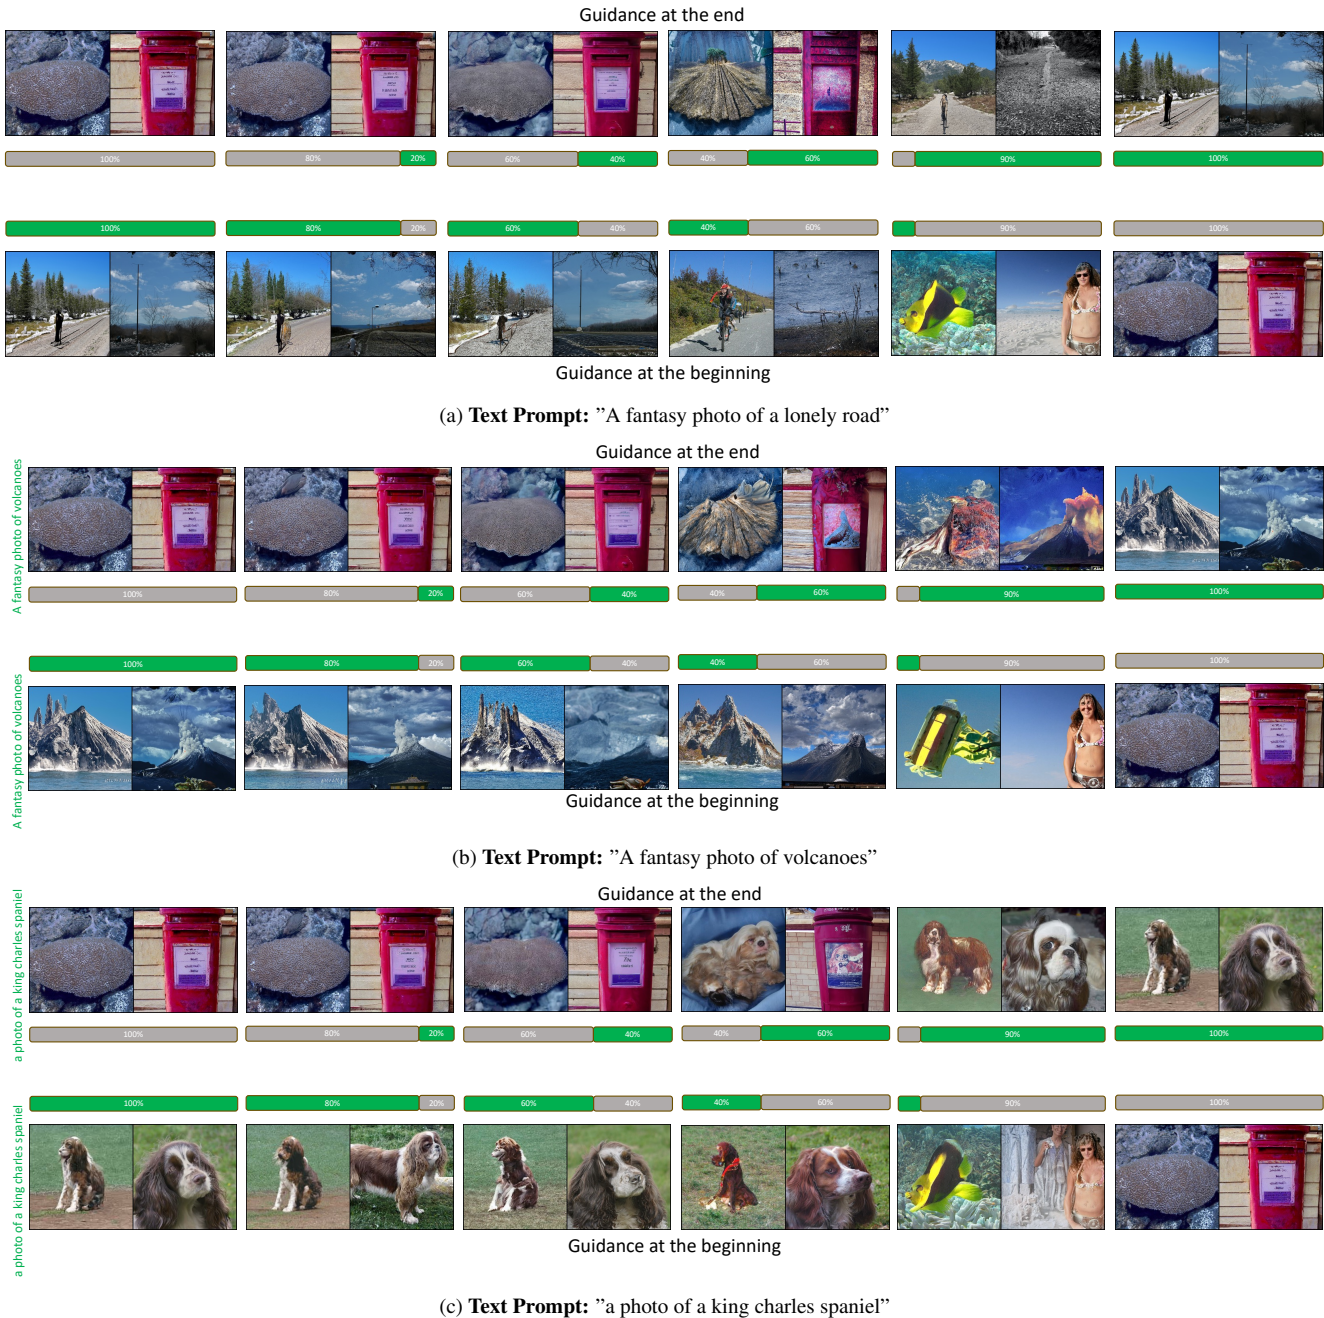 Guidance at the end
100%
80% 20%
60% 40%
40% 60%
90%
100%
100%
80% 20%
60% 40%
40% 60%
90%
100%
Guidance at the beginning
(a) Text Prompt: ”A fantasy photo of a lonely road”
Guidance at the end
A fantasy photo of volcanoes
100%
80% 20%
60% 40%
40% 60%
90%
100%
A fantasy photo of volcanoes
100%
80% 20%
60% 40%
40% 60%
90%
100%
Guidance at the beginning
(b) Text Prompt: ”A fantasy photo of volcanoes”
Guidance at the end
a photo of a king charles spaniel
100%
80% 20%
60% 40%
40% 60%
90%
100%
a photo of a king charles spaniel
100%
80% 20%
60% 40%
40% 60%
90%
100%
Guidance at the beginning
(c) Text Prompt: ”a photo of a king charles spaniel”